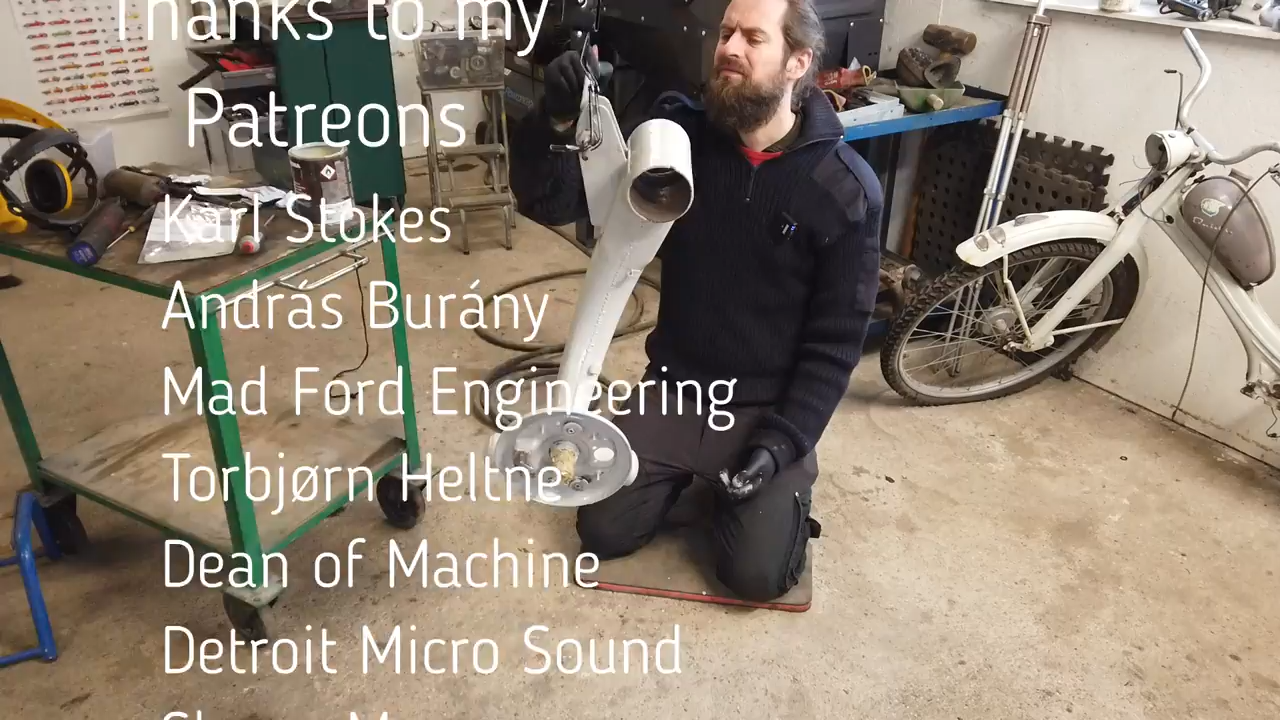 Thanks to my
Patreons
Karl Stokes
András Burány
Mad Ford Engineering
Torbjørn Heltne
Dean of Machine
Detroit Micro Sound